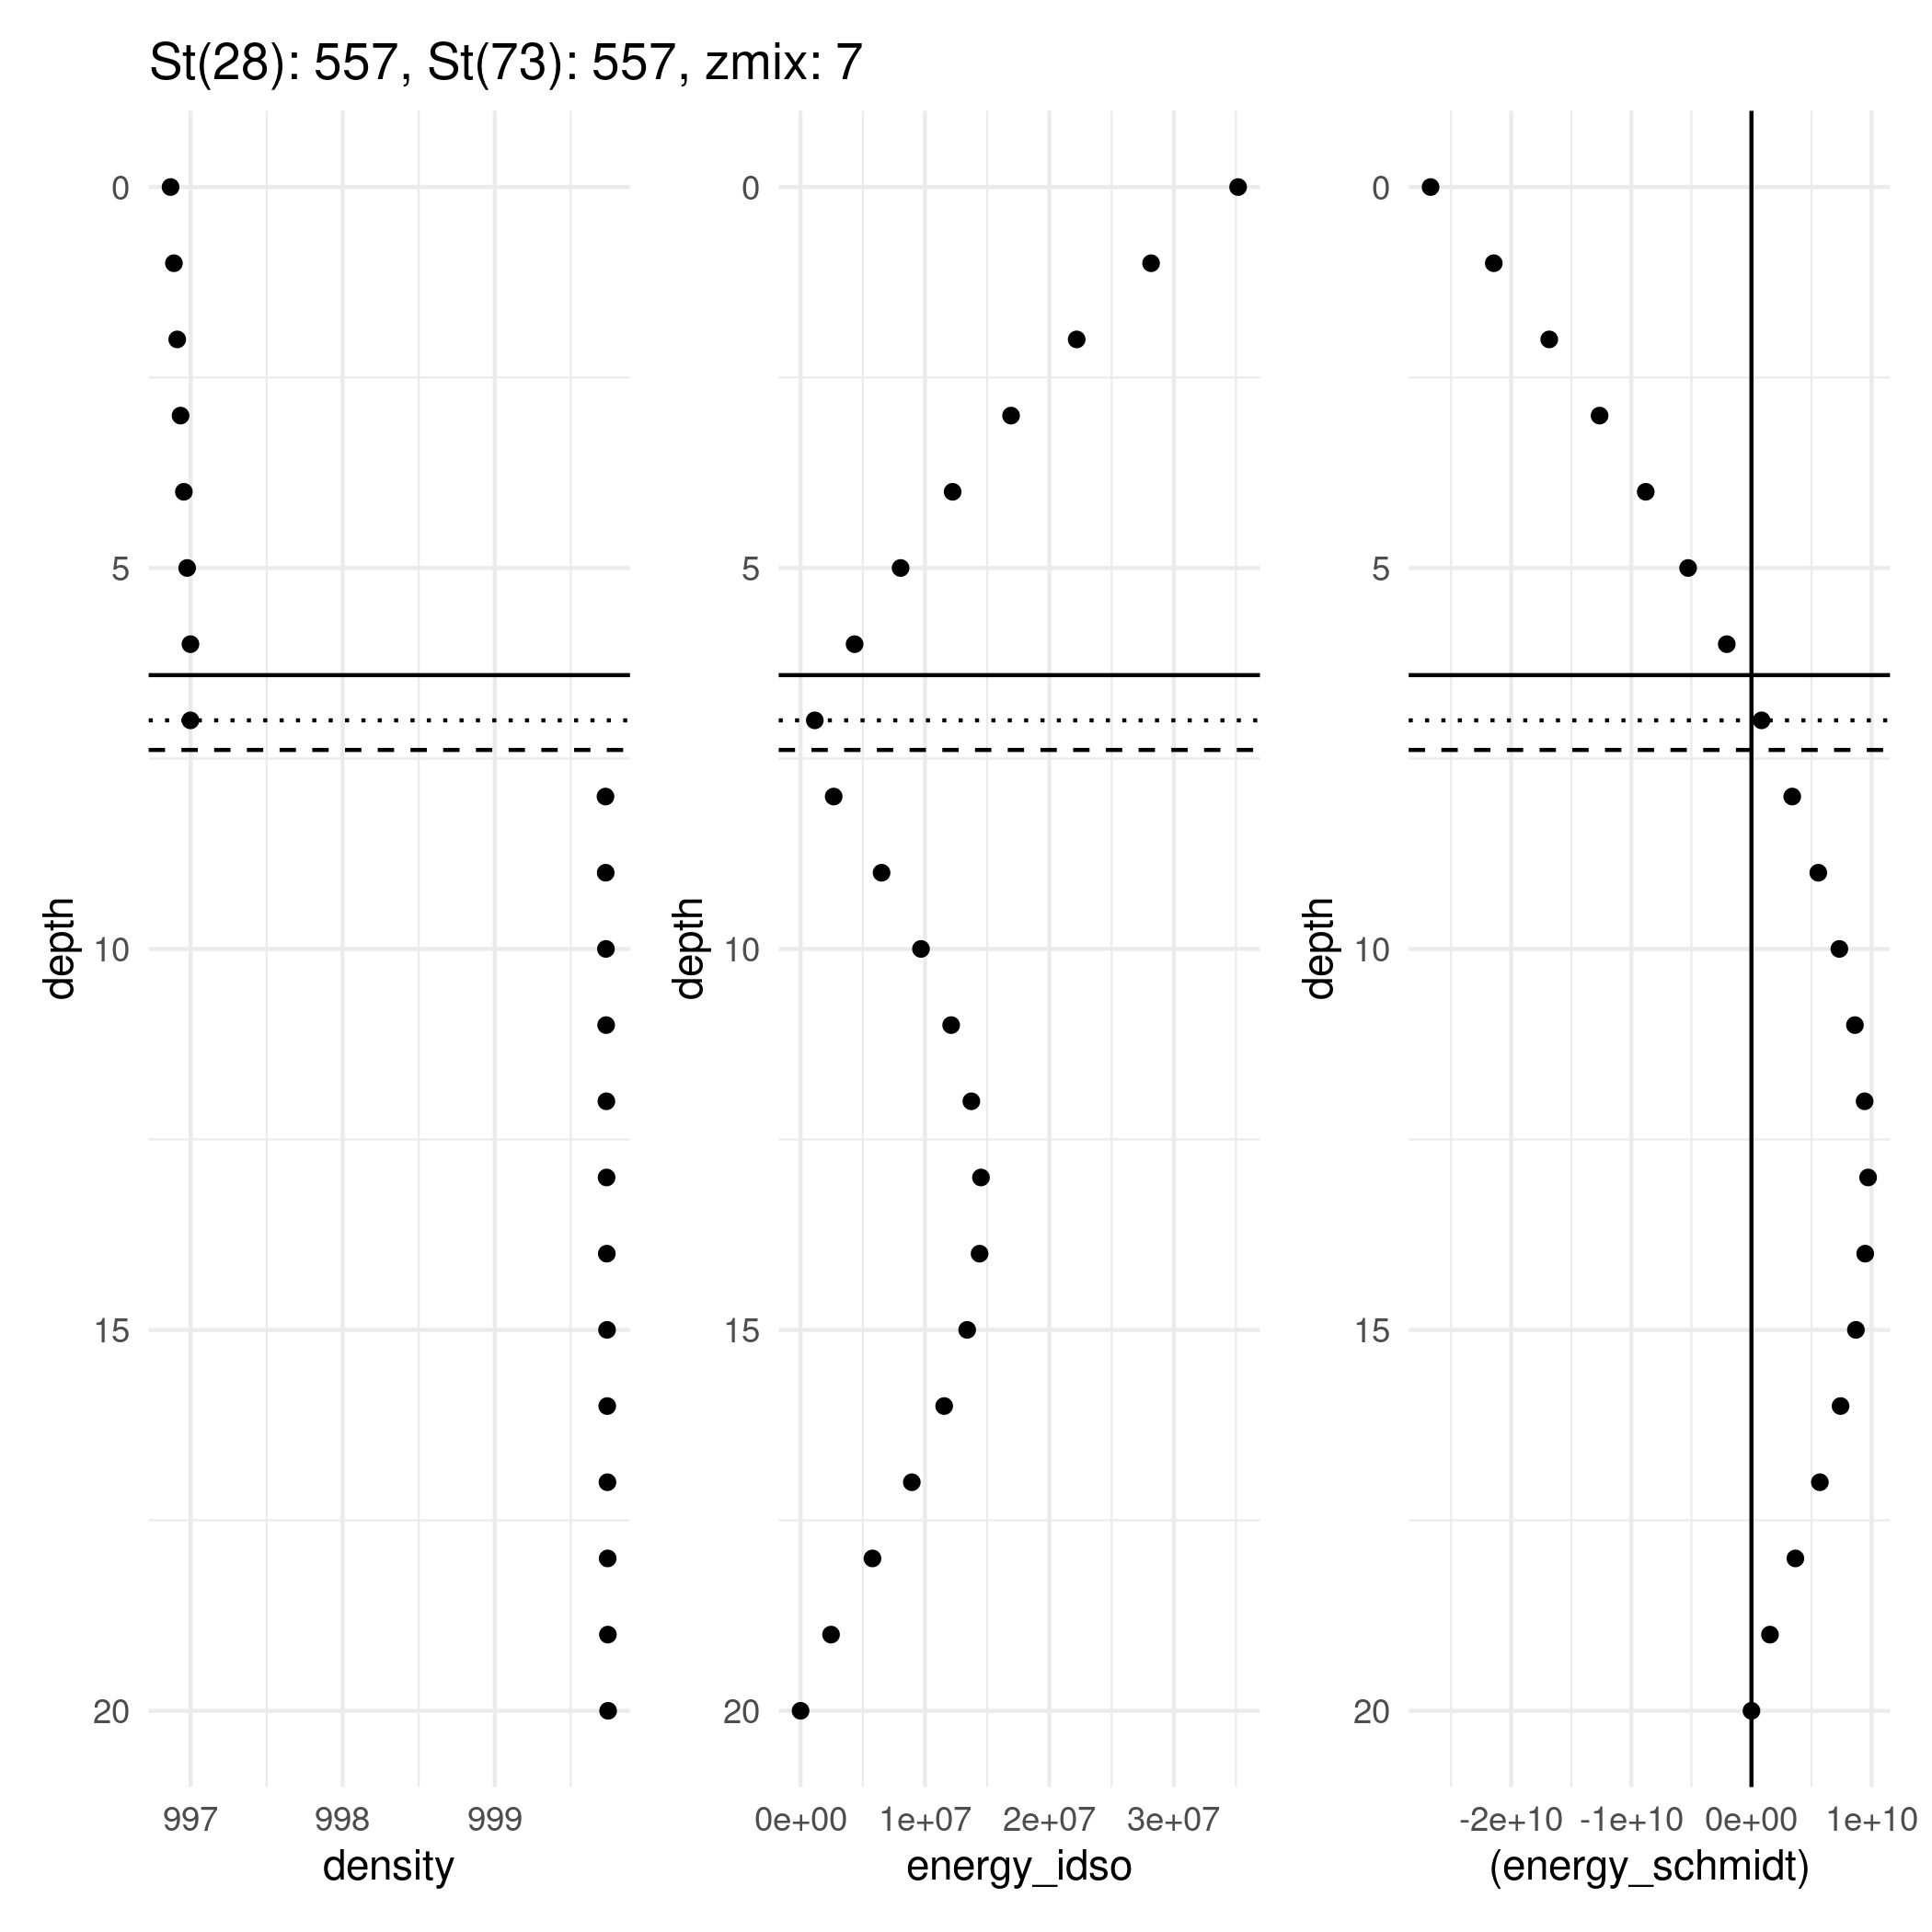 St(28): 557, St(73): 557, zmix: 7
0
5
10
15
20
depth
997 998 999
density
0
5
10
15
20
depth
0e+00 1e+07 2e+07 3e+07
energy_idso
0
5
10
15
20
depth
-2e+10 -1e+10 0e+00 1e+10
(energy_schmidt)